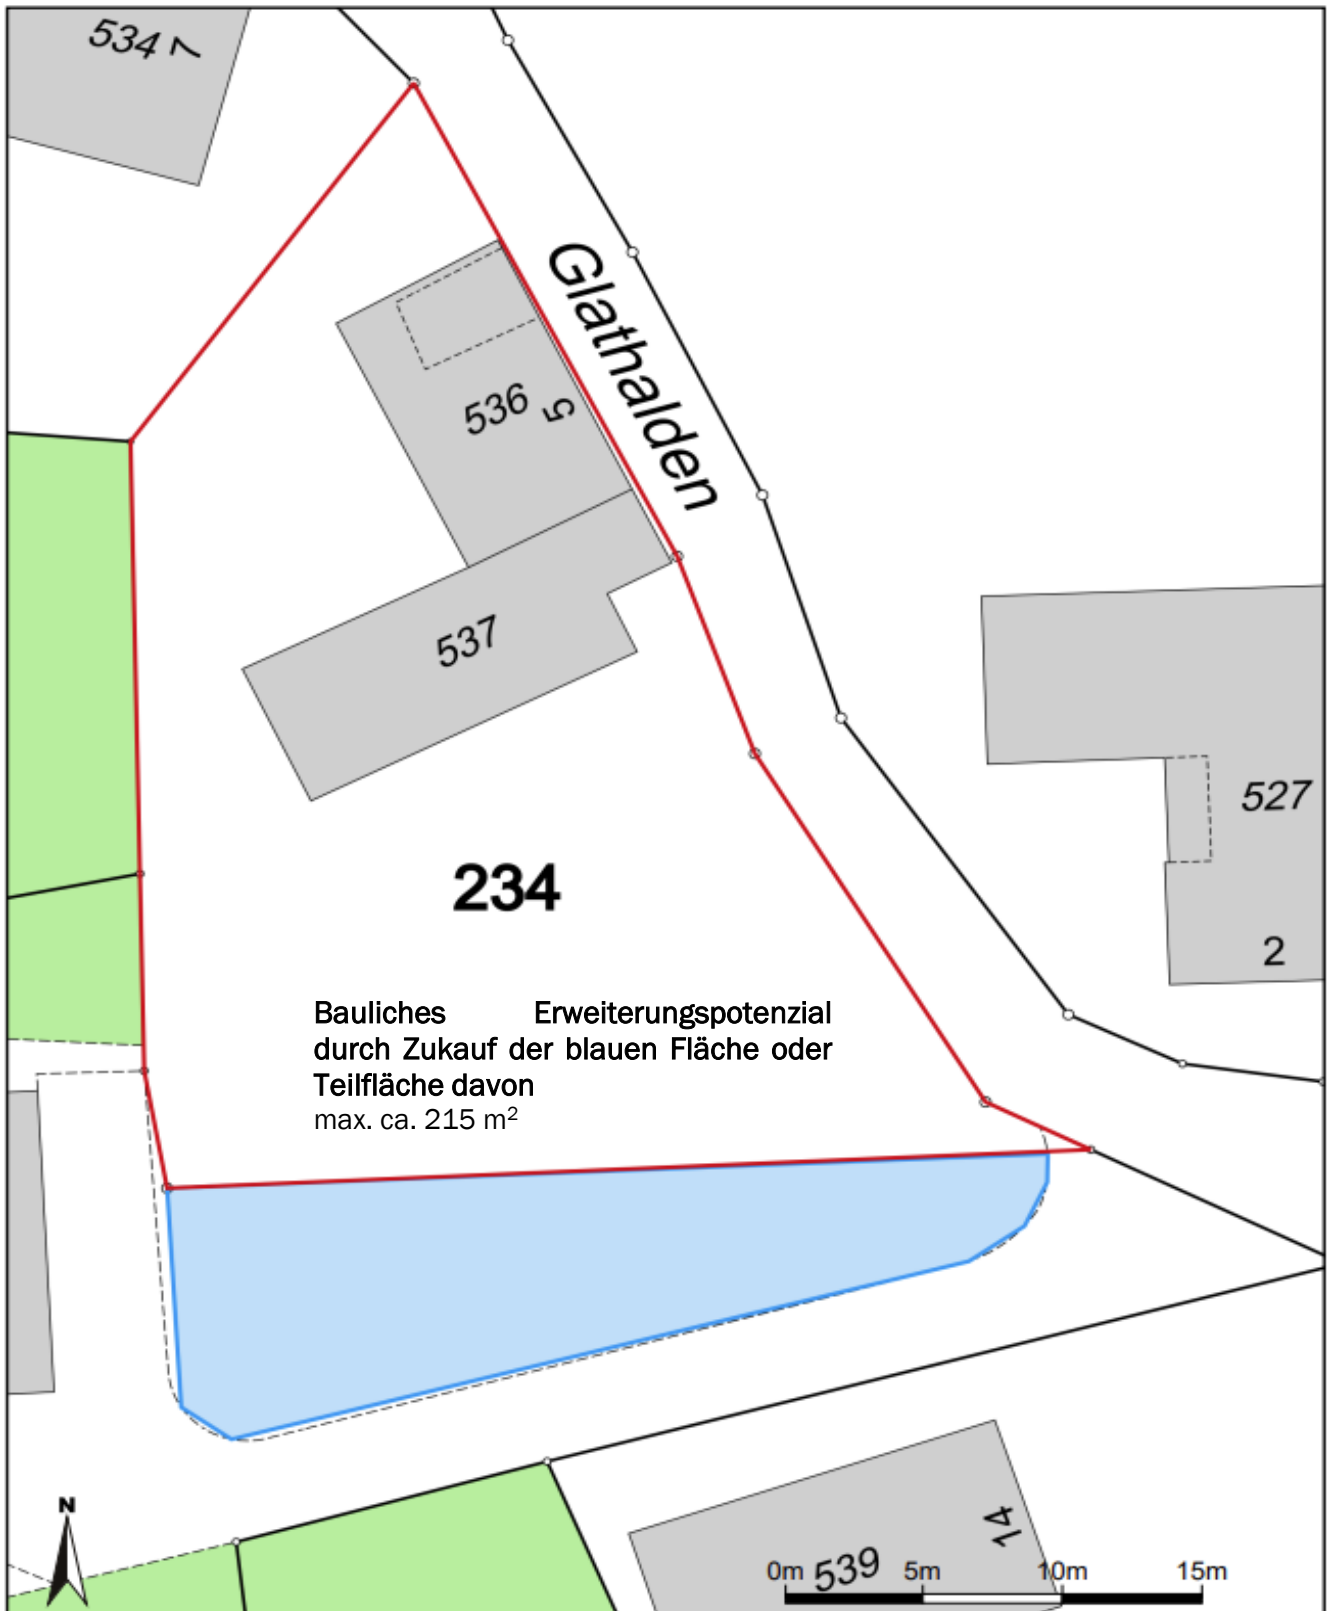 534
7
Glathalden
536
5
537
527
234
2
Bauliches Erweiterungspotenzial
durch Zukauf der blauen Fläche oder
Teilfläche davon
max. ca. 215 m²
N
14
539
0m 5m 10m 15m